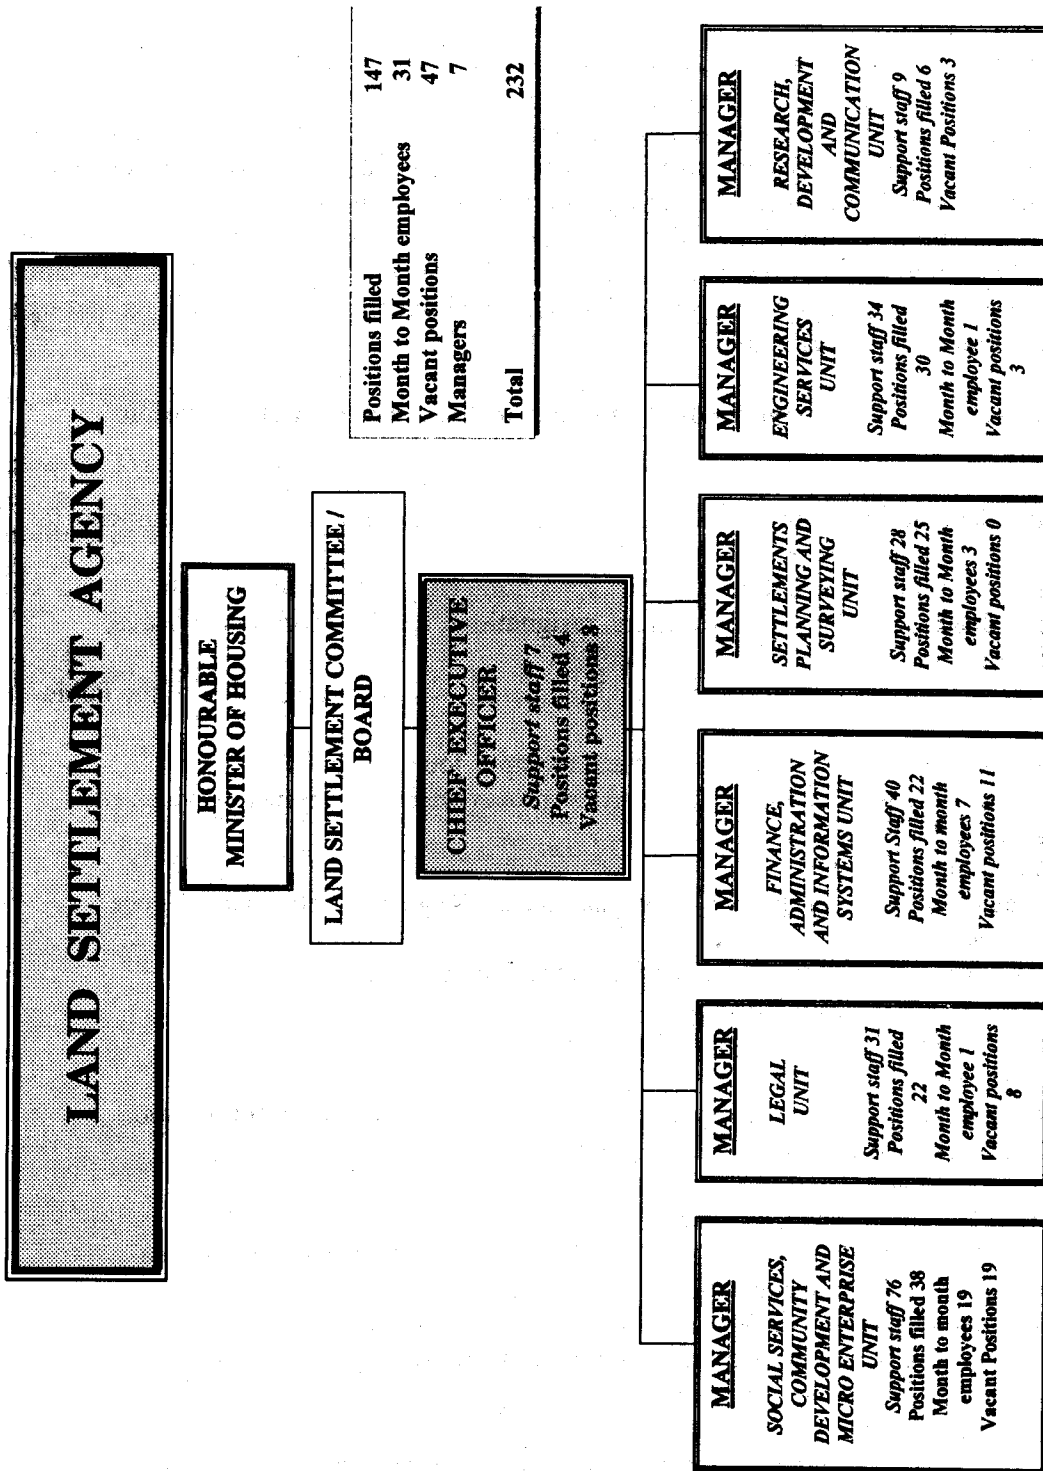 LAND SETTLEMENT AGENCY
HONOURABLE
MINISTER OF HOUSING
LAND SETTLEMENT COMMITTEE /
BOARD
CHIEF EXECUTIVE
OFFICER
Support staff 7
Positions filled 4
Vacant positions 3
Positions filled 147
Month to Month employees 31
Vacant positions 47
Managers 7
Total 232
MANAGER
SOCIAL SERVICES,
COMMUNITY
DEVELOPMENT AND
MICRO ENTERPRISE
UNIT
Support staff 76
Positions filled 38
Month to month
employees 19
Vacant Positions 19
MANAGER
LEGAL
UNIT
Support staff 31
Positions filled
22
Month to Month
employee 1
Vacant positions
8
MANAGER
FINANCE,
ADMINISTRATION
AND INFORMATION
SYSTEMS UNIT
Support Staff 40
Positions filled 22
Month to month
employees 7
Vacant positions 11
MANAGER
SETTLEMENTS
PLANNING AND
SURVEYING
UNIT
Support staff 28
Positions filled 25
Month to Month
employees 3
Vacant positions 0
MANAGER
ENGINEERING
SERVICES
UNIT
Support staff 34
Positions filled
30
Month to Month
employee 1
Vacant positions
3
MANAGER
RESEARCH,
DEVELOPMENT
AND
COMMUNICATION
UNIT
Support staff 9
Positions filled 6
Vacant Positions 3